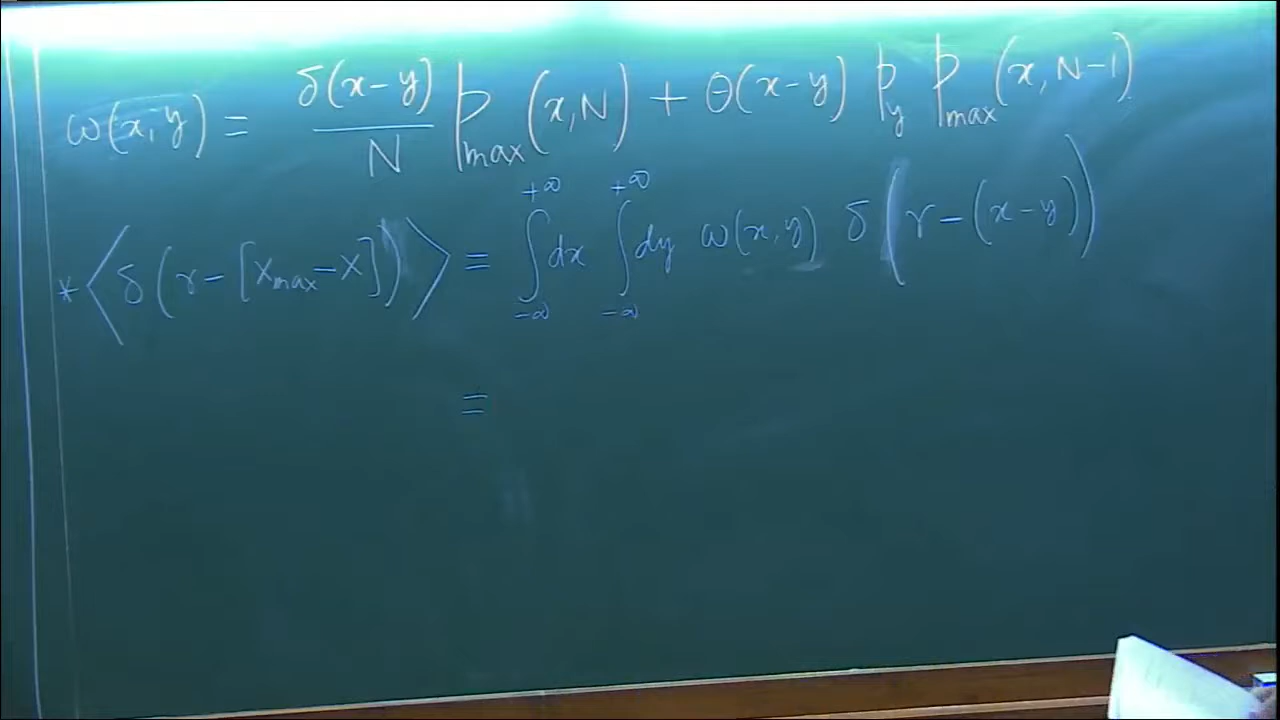 ω(x,y) = δ(x-y)/N p_max(x,N) + θ(x-y) p_y p_max(x,N-1)
*⟨δ(r-[X_max-X])⟩ = ∫_{-∞}^{+∞} dx ∫_{-∞}^{+∞} dy ω(x,y) δ(r-(x-y))
=